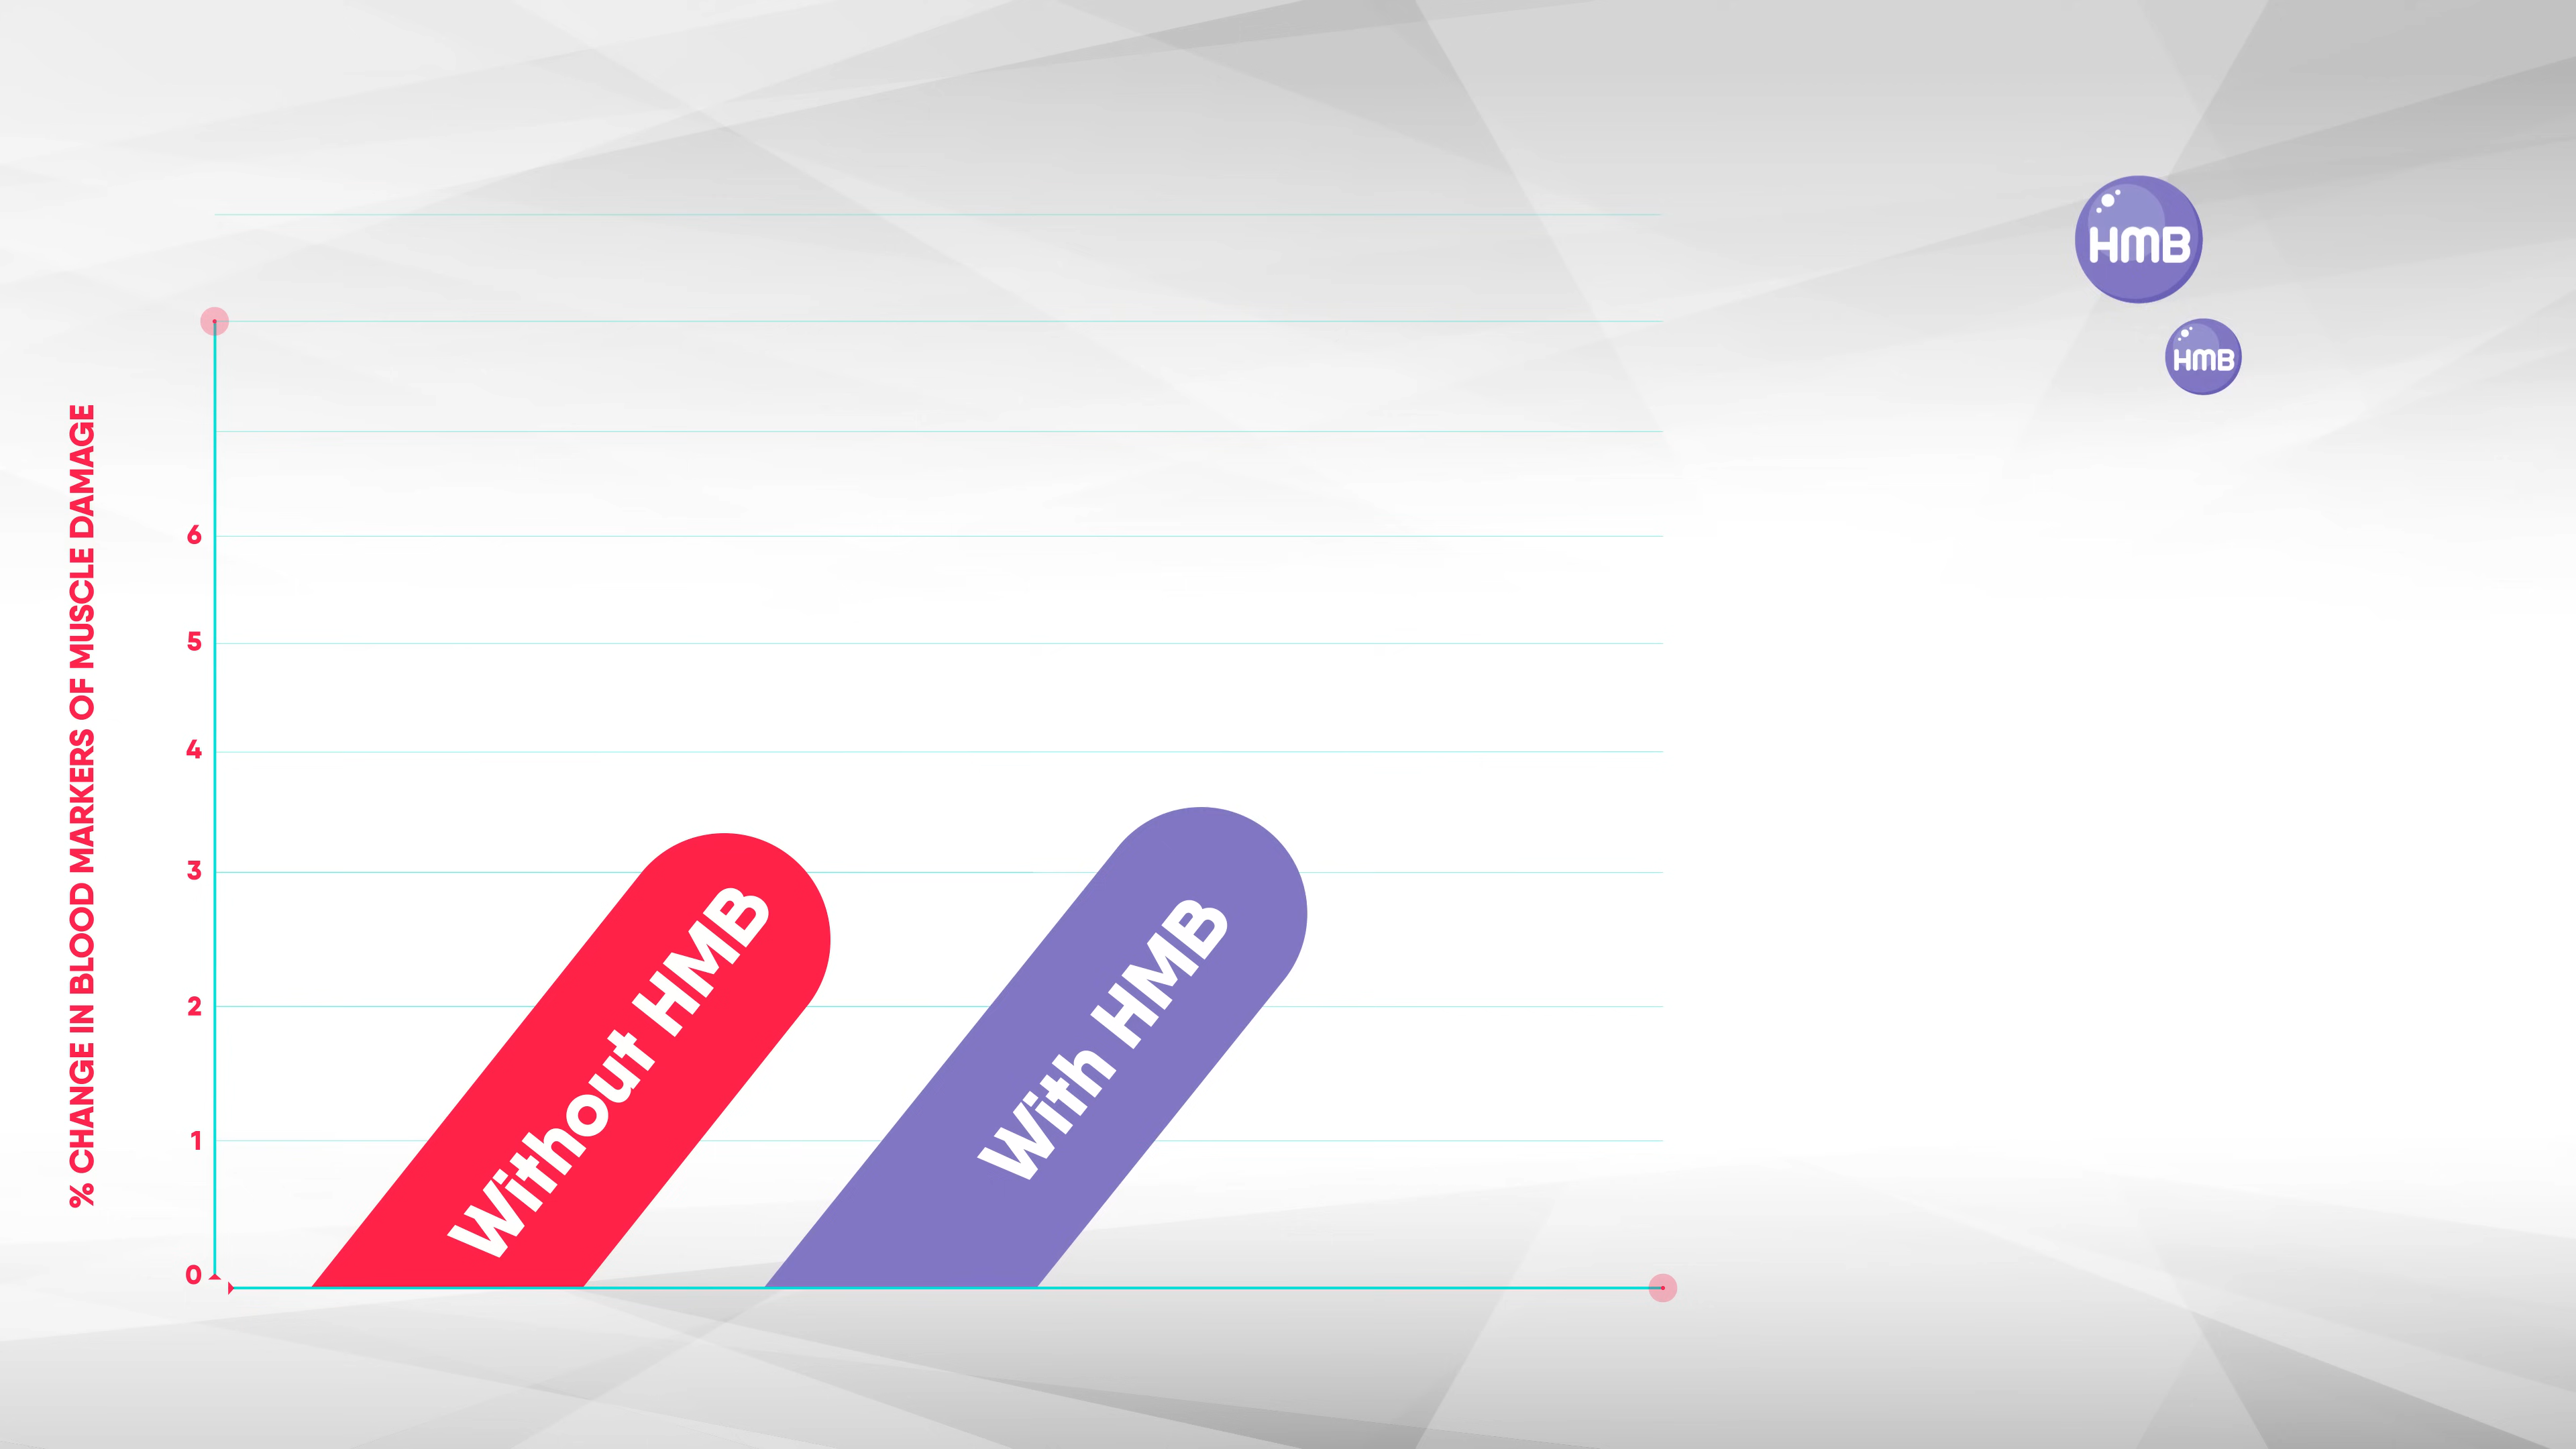 HMB
HMB
% CHANGE IN BLOOD MARKERS OF MUSCLE DAMAGE
6
5
4
3
2
1
0
Without HMB
With HMB